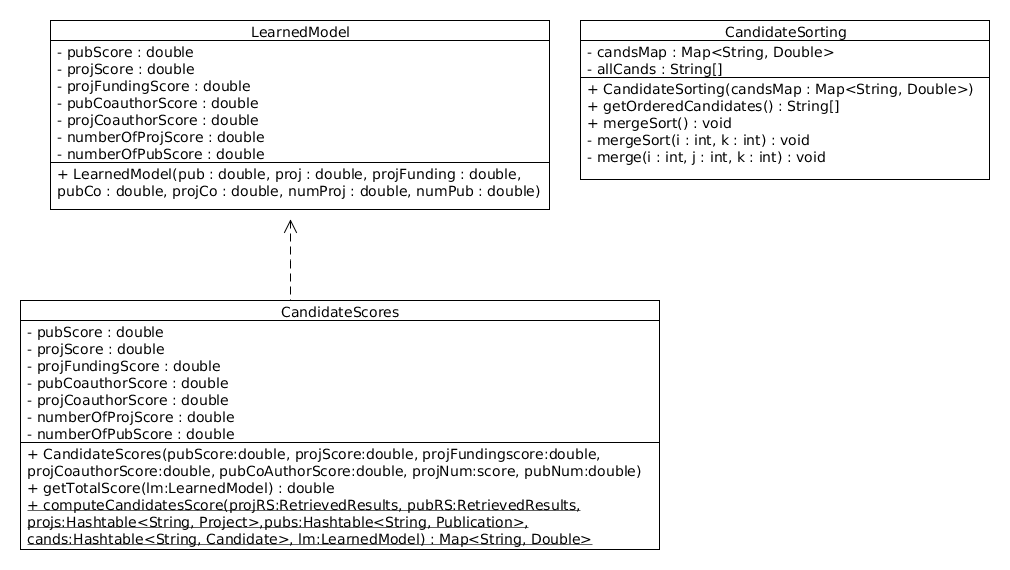 LearnedModel
- pubScore : double
- projScore : double
- projFundingScore : double
- pubCoauthorScore : double
- projCoauthorScore : double
- numberOfProjScore : double
- numberOfPubScore : double
+ LearnedModel(pub : double, proj : double, projFunding : double,
pubCo : double, projCo : double, numProj : double, numPub : double)
CandidateSorting
- candsMap : Map<String, Double>
- allCands : String[]
+ CandidateSorting(candsMap : Map<String, Double>)
+ getOrderedCandidates() : String[]
+ mergeSort() : void
- mergeSort(i : int, k : int) : void
- merge(i : int, j : int, k : int) : void
CandidateScores
- pubScore : double
- projScore : double
- projFundingScore : double
- pubCoauthorScore : double
- projCoauthorScore : double
- numberOfProjScore : double
- numberOfPubScore : double
+ CandidateScores(pubScore:double, projScore:double, projFundingscore:double,
projCoauthorScore:double, pubCoAuthorScore:double, projNum:score, pubNum:double)
+ getTotalScore(lm:LearnedModel) : double
+ computeCandidatesScore(projRS:RetrievedResults, pubRS:RetrievedResults,
projs:Hashtable<String, Project>,pubs:Hashtable<String, Publication>,
cands:Hashtable<String, Candidate>, lm:LearnedModel) : Map<String, Double>